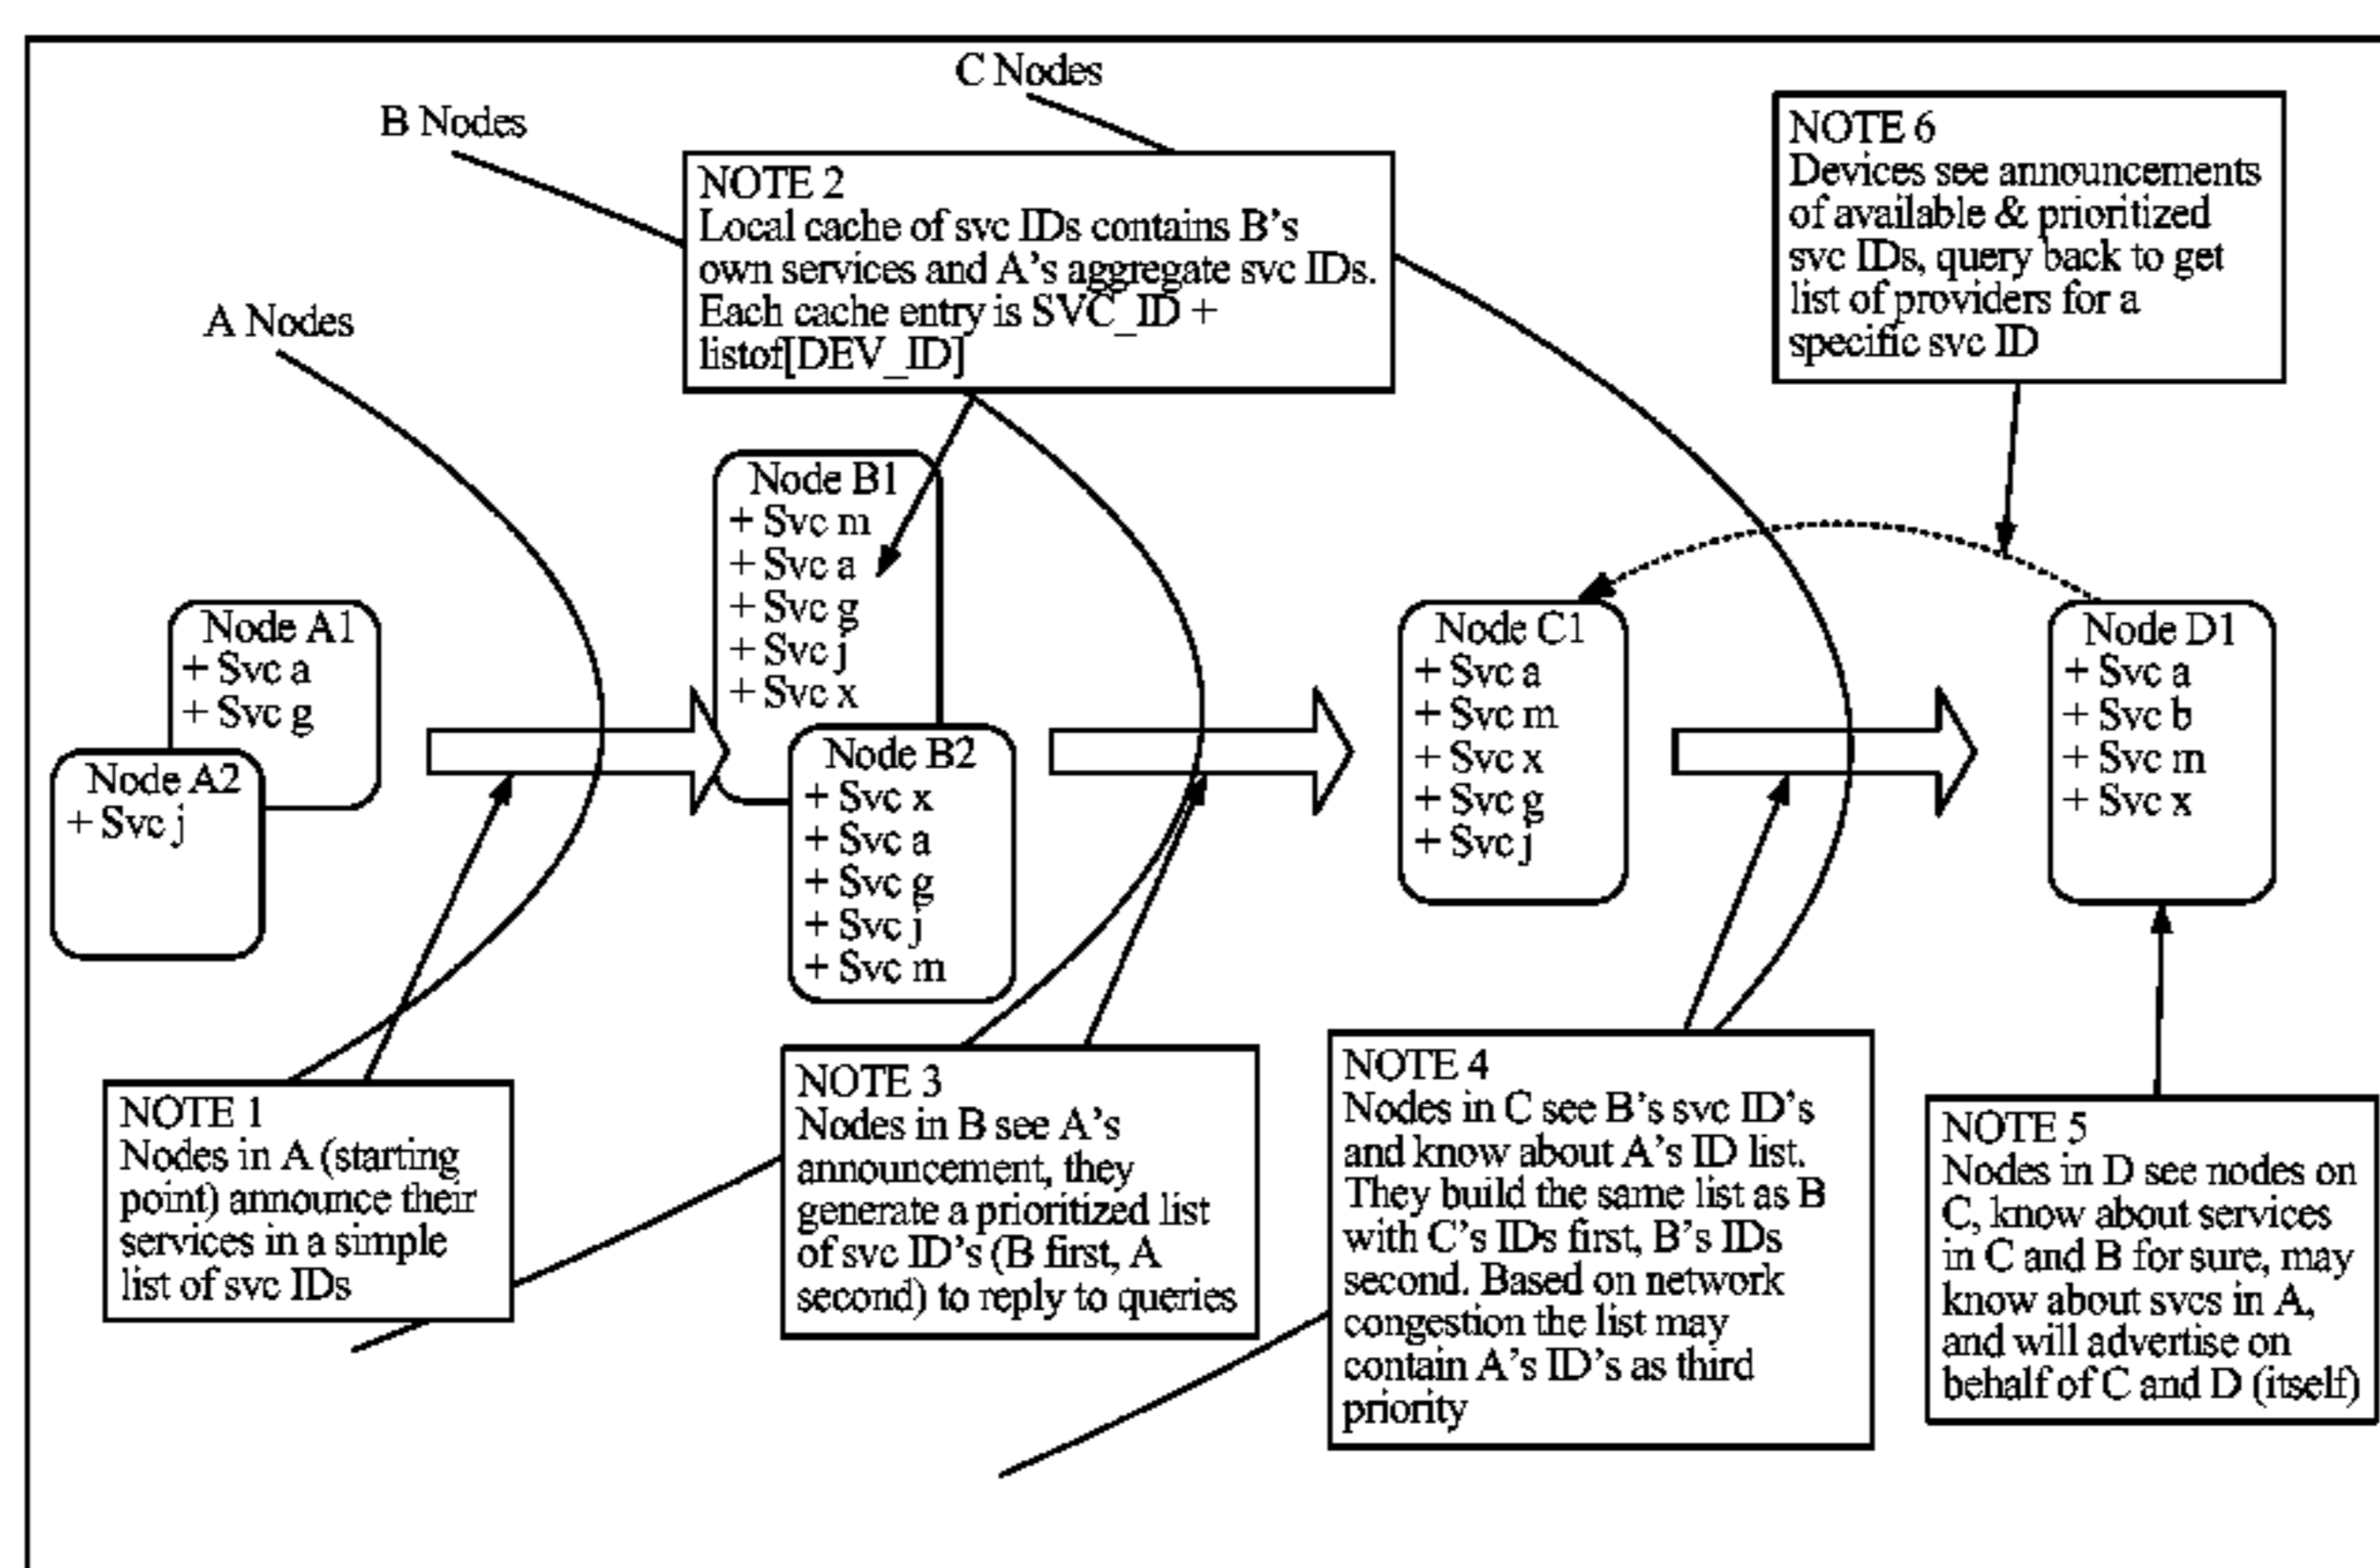 C Nodes
B Nodes
A Nodes
NOTE 2
Local cache of svc IDs contains B's
own services and A's aggregate svc IDs.
Each cache entry is SVC_ID +
listof[DEV_ID]
NOTE 6
Devices see announcements
of available & prioritized
svc IDs, query back to get
list of providers for a
specific svc ID
Node A1
+ Svc a
+ Svc g
Node A2
+ Svc j
Node B1
+ Svc m
+ Svc a
+ Svc g
+ Svc j
+ Svc x
Node B2
+ Svc x
+ Svc a
+ Svc g
+ Svc j
+ Svc m
Node C1
+ Svc a
+ Svc m
+ Svc x
+ Svc g
+ Svc j
Node D1
+ Svc a
+ Svc b
+ Svc m
+ Svc x
NOTE 1
Nodes in A (starting
point) announce their
services in a simple
list of svc IDs
NOTE 3
Nodes in B see A's
announcement, they
generate a prioritized list
of svc ID's (B first, A
second) to reply to queries
NOTE 4
Nodes in C see B's svc ID's
and know about A's ID list.
They build the same list as B
with C's IDs first, B's IDs
second. Based on network
congestion the list may
contain A's ID's as third
priority
NOTE 5
Nodes in D see nodes on
C, know about services
in C and B for sure, may
know about svcs in A,
and will advertise on
behalf of C and D (itself)